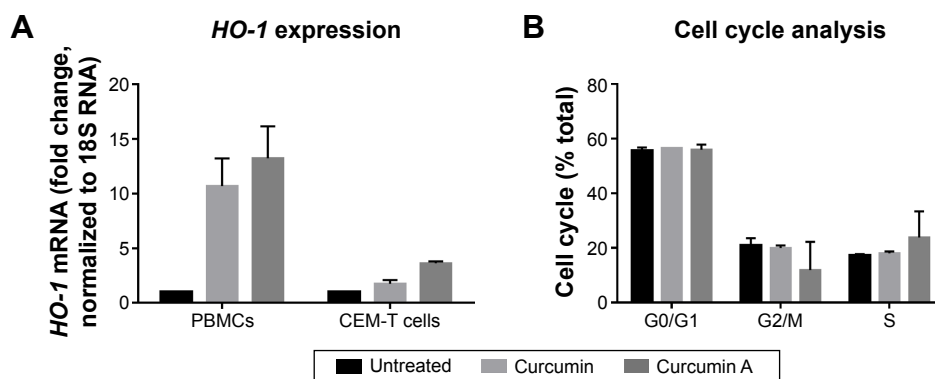 A
HO-1 expression
HO-1 mRNA (fold change,
normalized to 18S RNA)
20
15
10
5
0
PBMCs
CEM-T cells
B
Cell cycle analysis
Cell cycle (% total)
80
60
40
20
0
G0/G1
G2/M
S
Untreated
Curcumin
Curcumin A